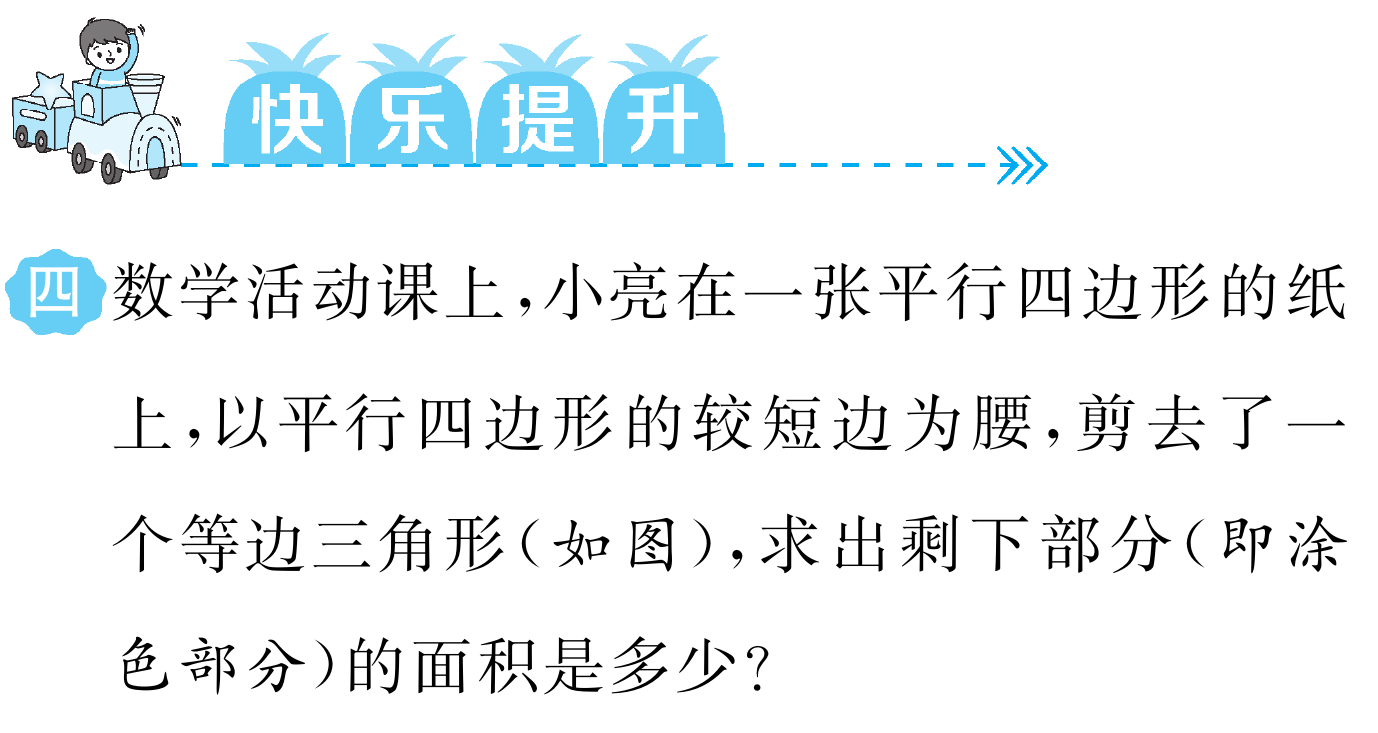 快乐提升
四 数学活动课上,小亮在一张平行四边形的纸
上,以平行四边形的较短边为腰,剪去了一
个等边三角形(如图),求出剩下部分(即涂
色部分)的面积是多少?